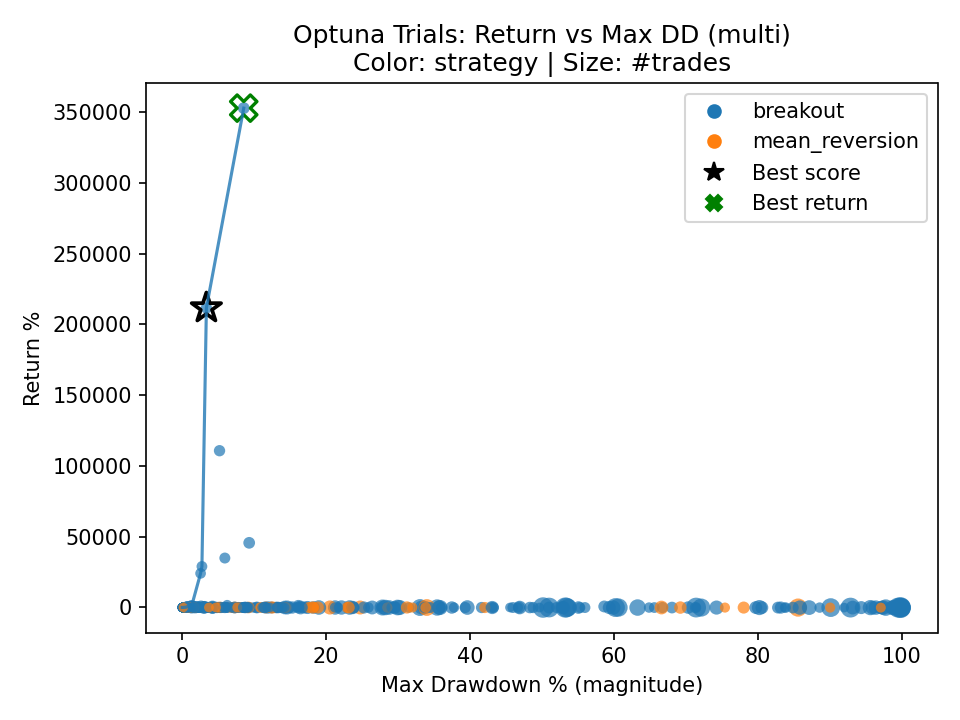 Optuna Trials: Return vs Max DD (multi)
Color: strategy | Size: #trades
350000
300000
250000
200000
150000
100000
50000
0
Return %
breakout
mean_reversion
Best score
Best return
0 20 40 60 80 100
Max Drawdown % (magnitude)